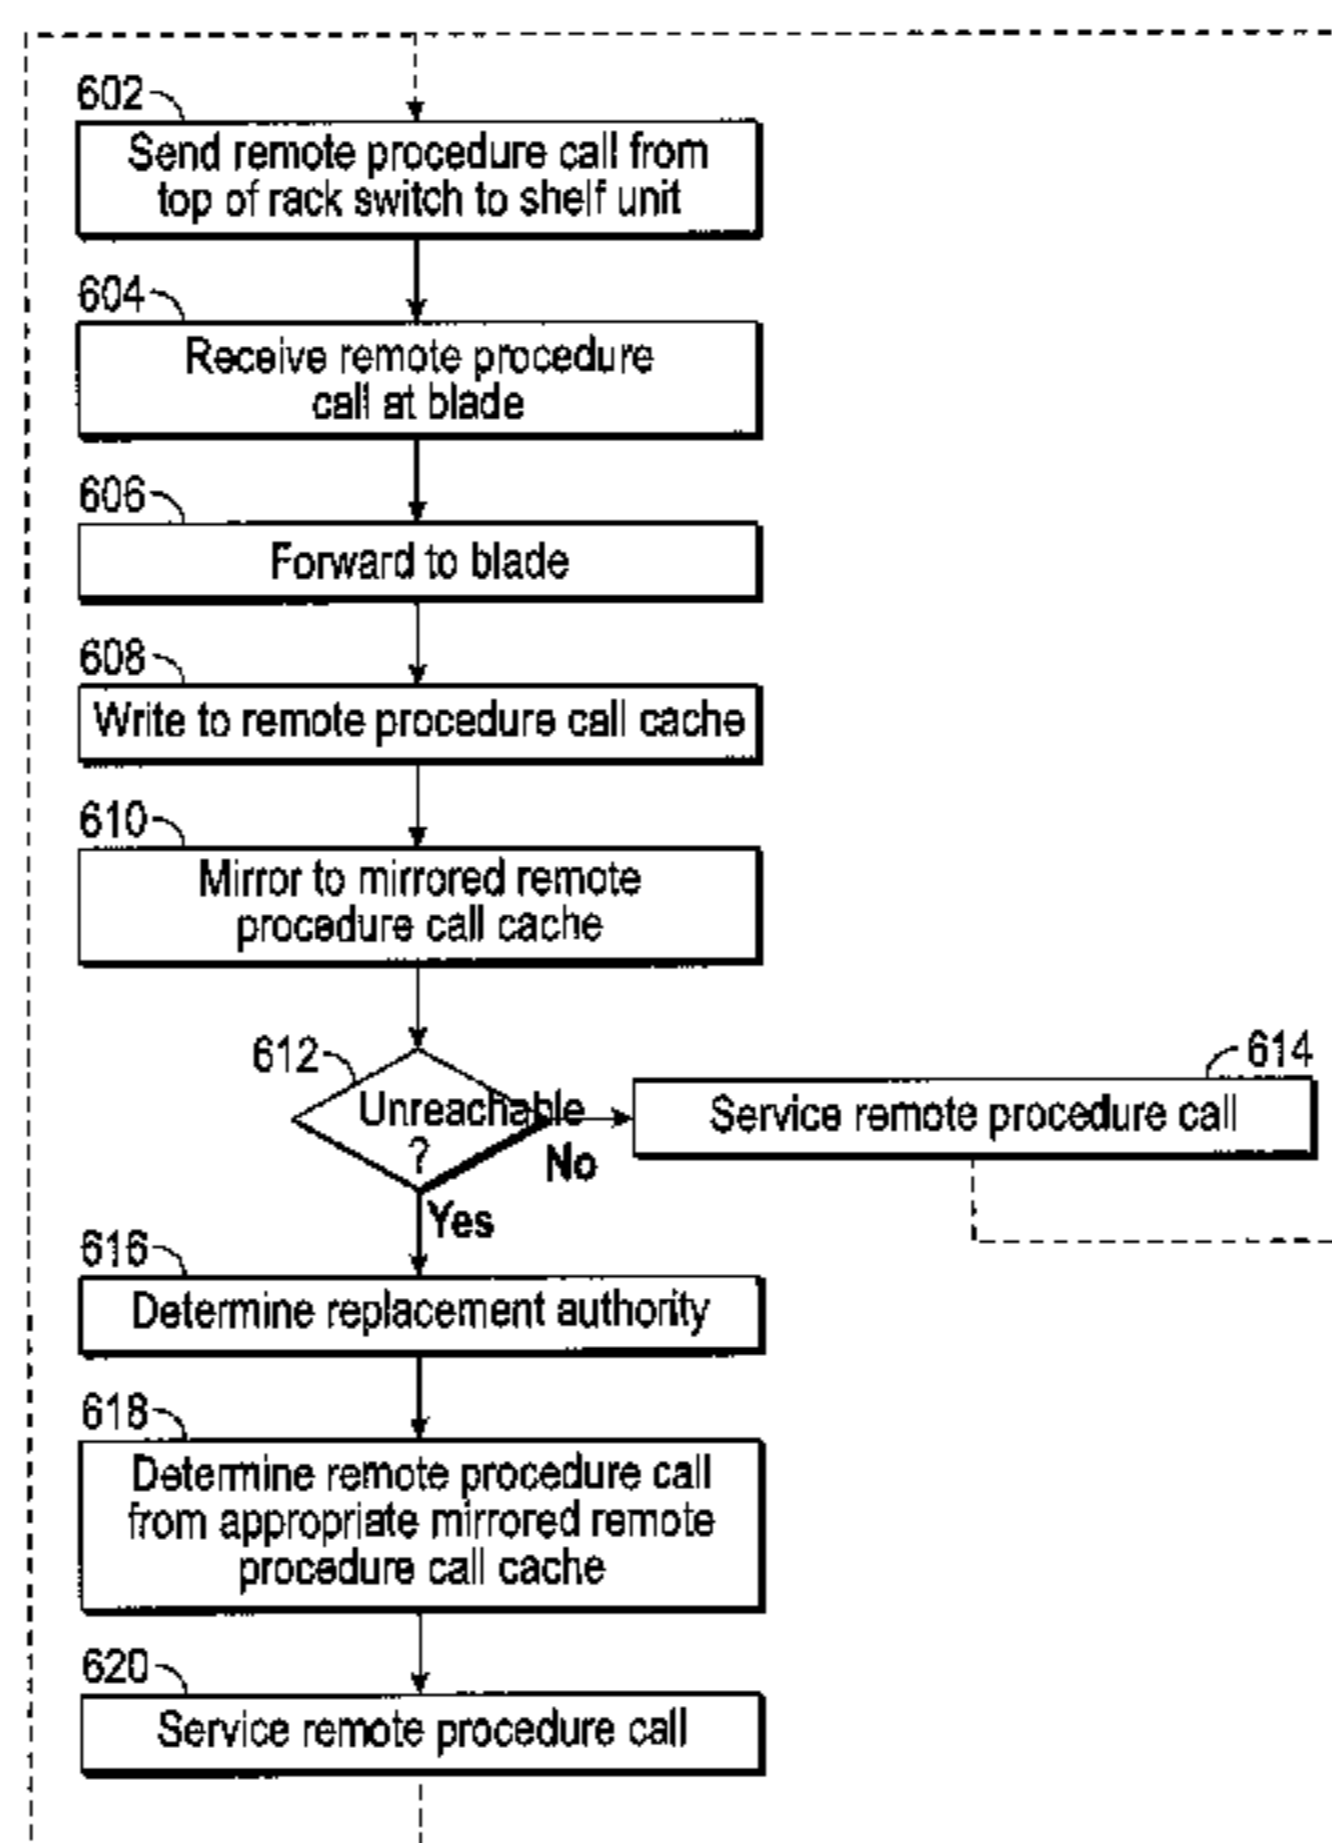 602
Send remote procedure call from
top of rack switch to shelf unit
604
Receive remote procedure
call at blade
606
Forward to blade
608
Write to remote procedure call cache
610
Mirror to mirrored remote
procedure call cache
612
Unreachable
?
No
Yes
614
Service remote procedure call
616
Determine replacement authority
618
Determine remote procedure call
from appropriate mirrored remote
procedure call cache
620
Service remote procedure call